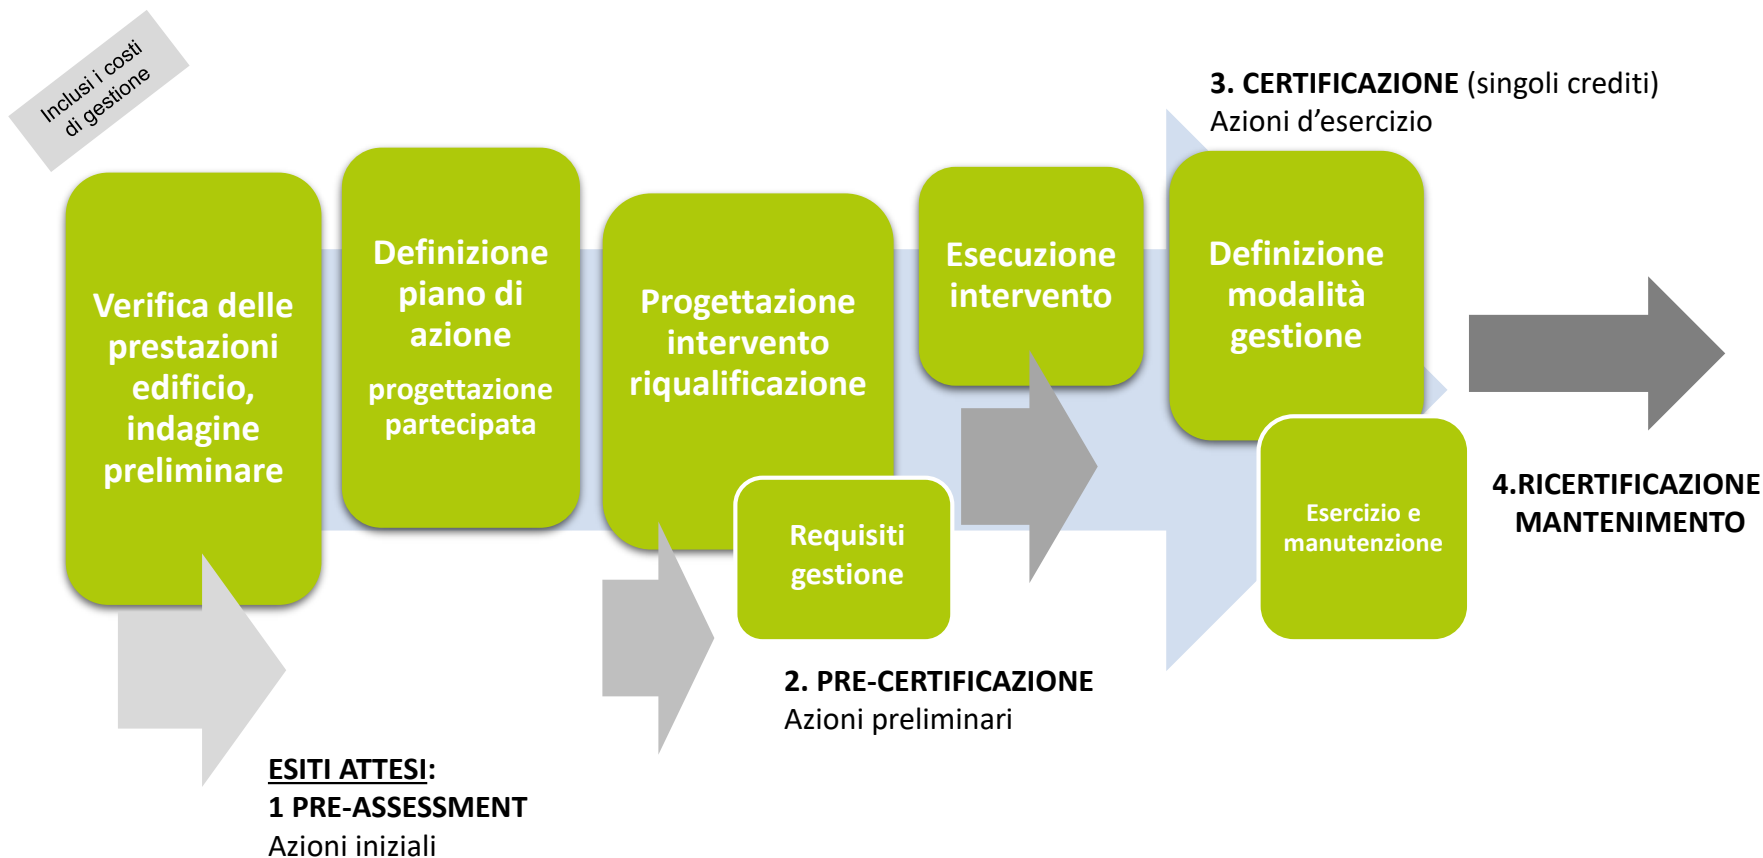 Inclusi i costi
di gestione
3. CERTIFICAZIONE (singoli crediti)
Azioni d'esercizio
Verifica delle
prestazioni
edificio,
indagine
preliminare
Definizione
piano di
azione
progettazione
partecipata
Progettazione
intervento
riqualificazione
Requisiti
gestione
Esecuzione
intervento
Definizione
modalità
gestione
Esercizio e
manutenzione
4.RICERTIFICAZIONE
MANTENIMENTO
2. PRE-CERTIFICAZIONE
Azioni preliminari
ESITI ATTESI:
1 PRE-ASSESSMENT
Azioni iniziali